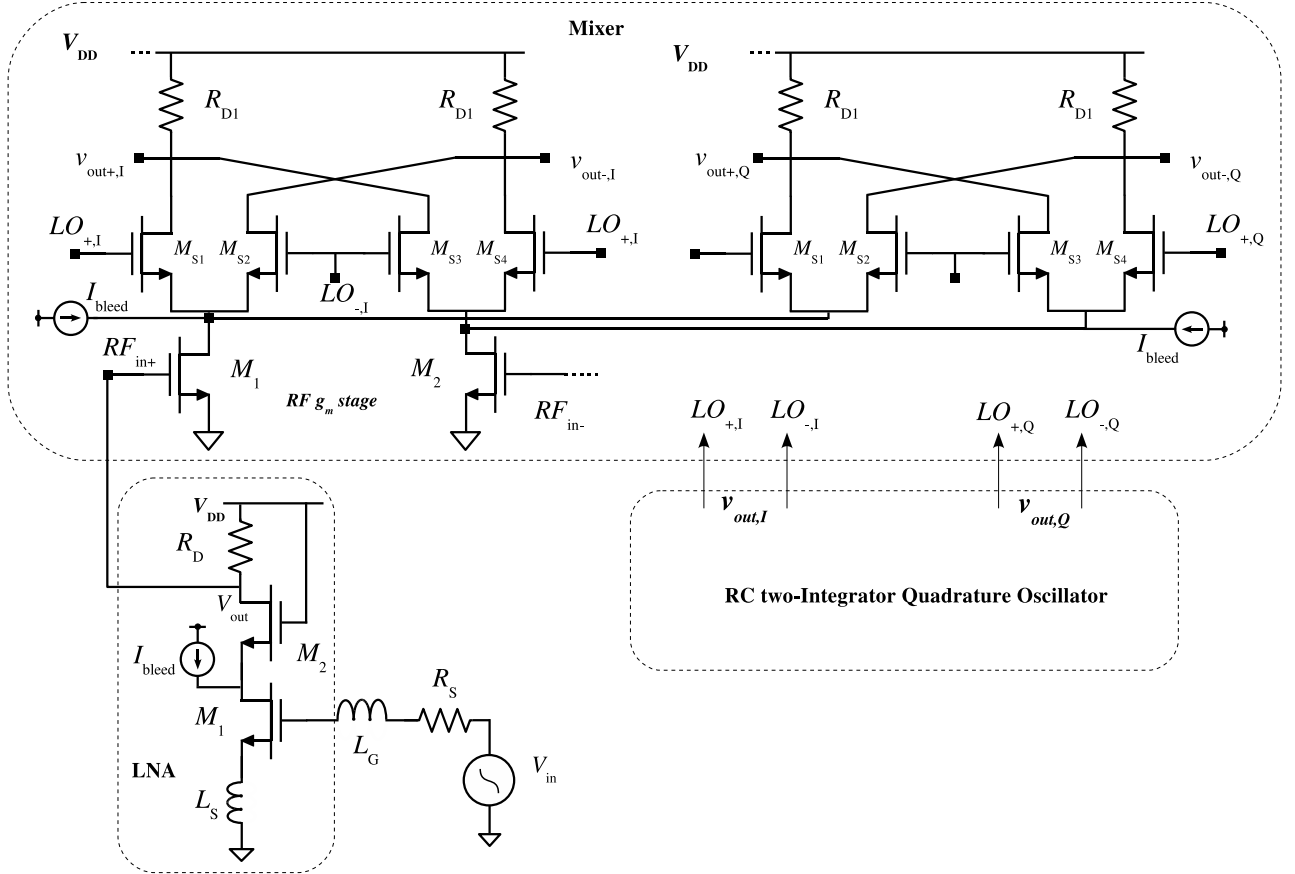 Mixer
V_DD
V_DD
R_D1
R_D1
R_D1
R_D1
v_out+,I
v_out-,I
v_out+,Q
v_out-,Q
LO_+,I
LO_+,I
LO_+,Q
M_S1
M_S2
M_S3
M_S4
M_S1
M_S2
M_S3
M_S4
I_bleed
LO_-,I
I_bleed
RF_in+
M_1
M_2
RF g_m stage
RF_in-
LO_+,I
LO_-,I
LO_+,Q
LO_-,Q
V_DD
v_out,I
v_out,Q
R_D
V_out
RC two-Integrator Quadrature Oscillator
I_bleed
M_2
R_S
M_1
L_G
V_in
LNA
L_S